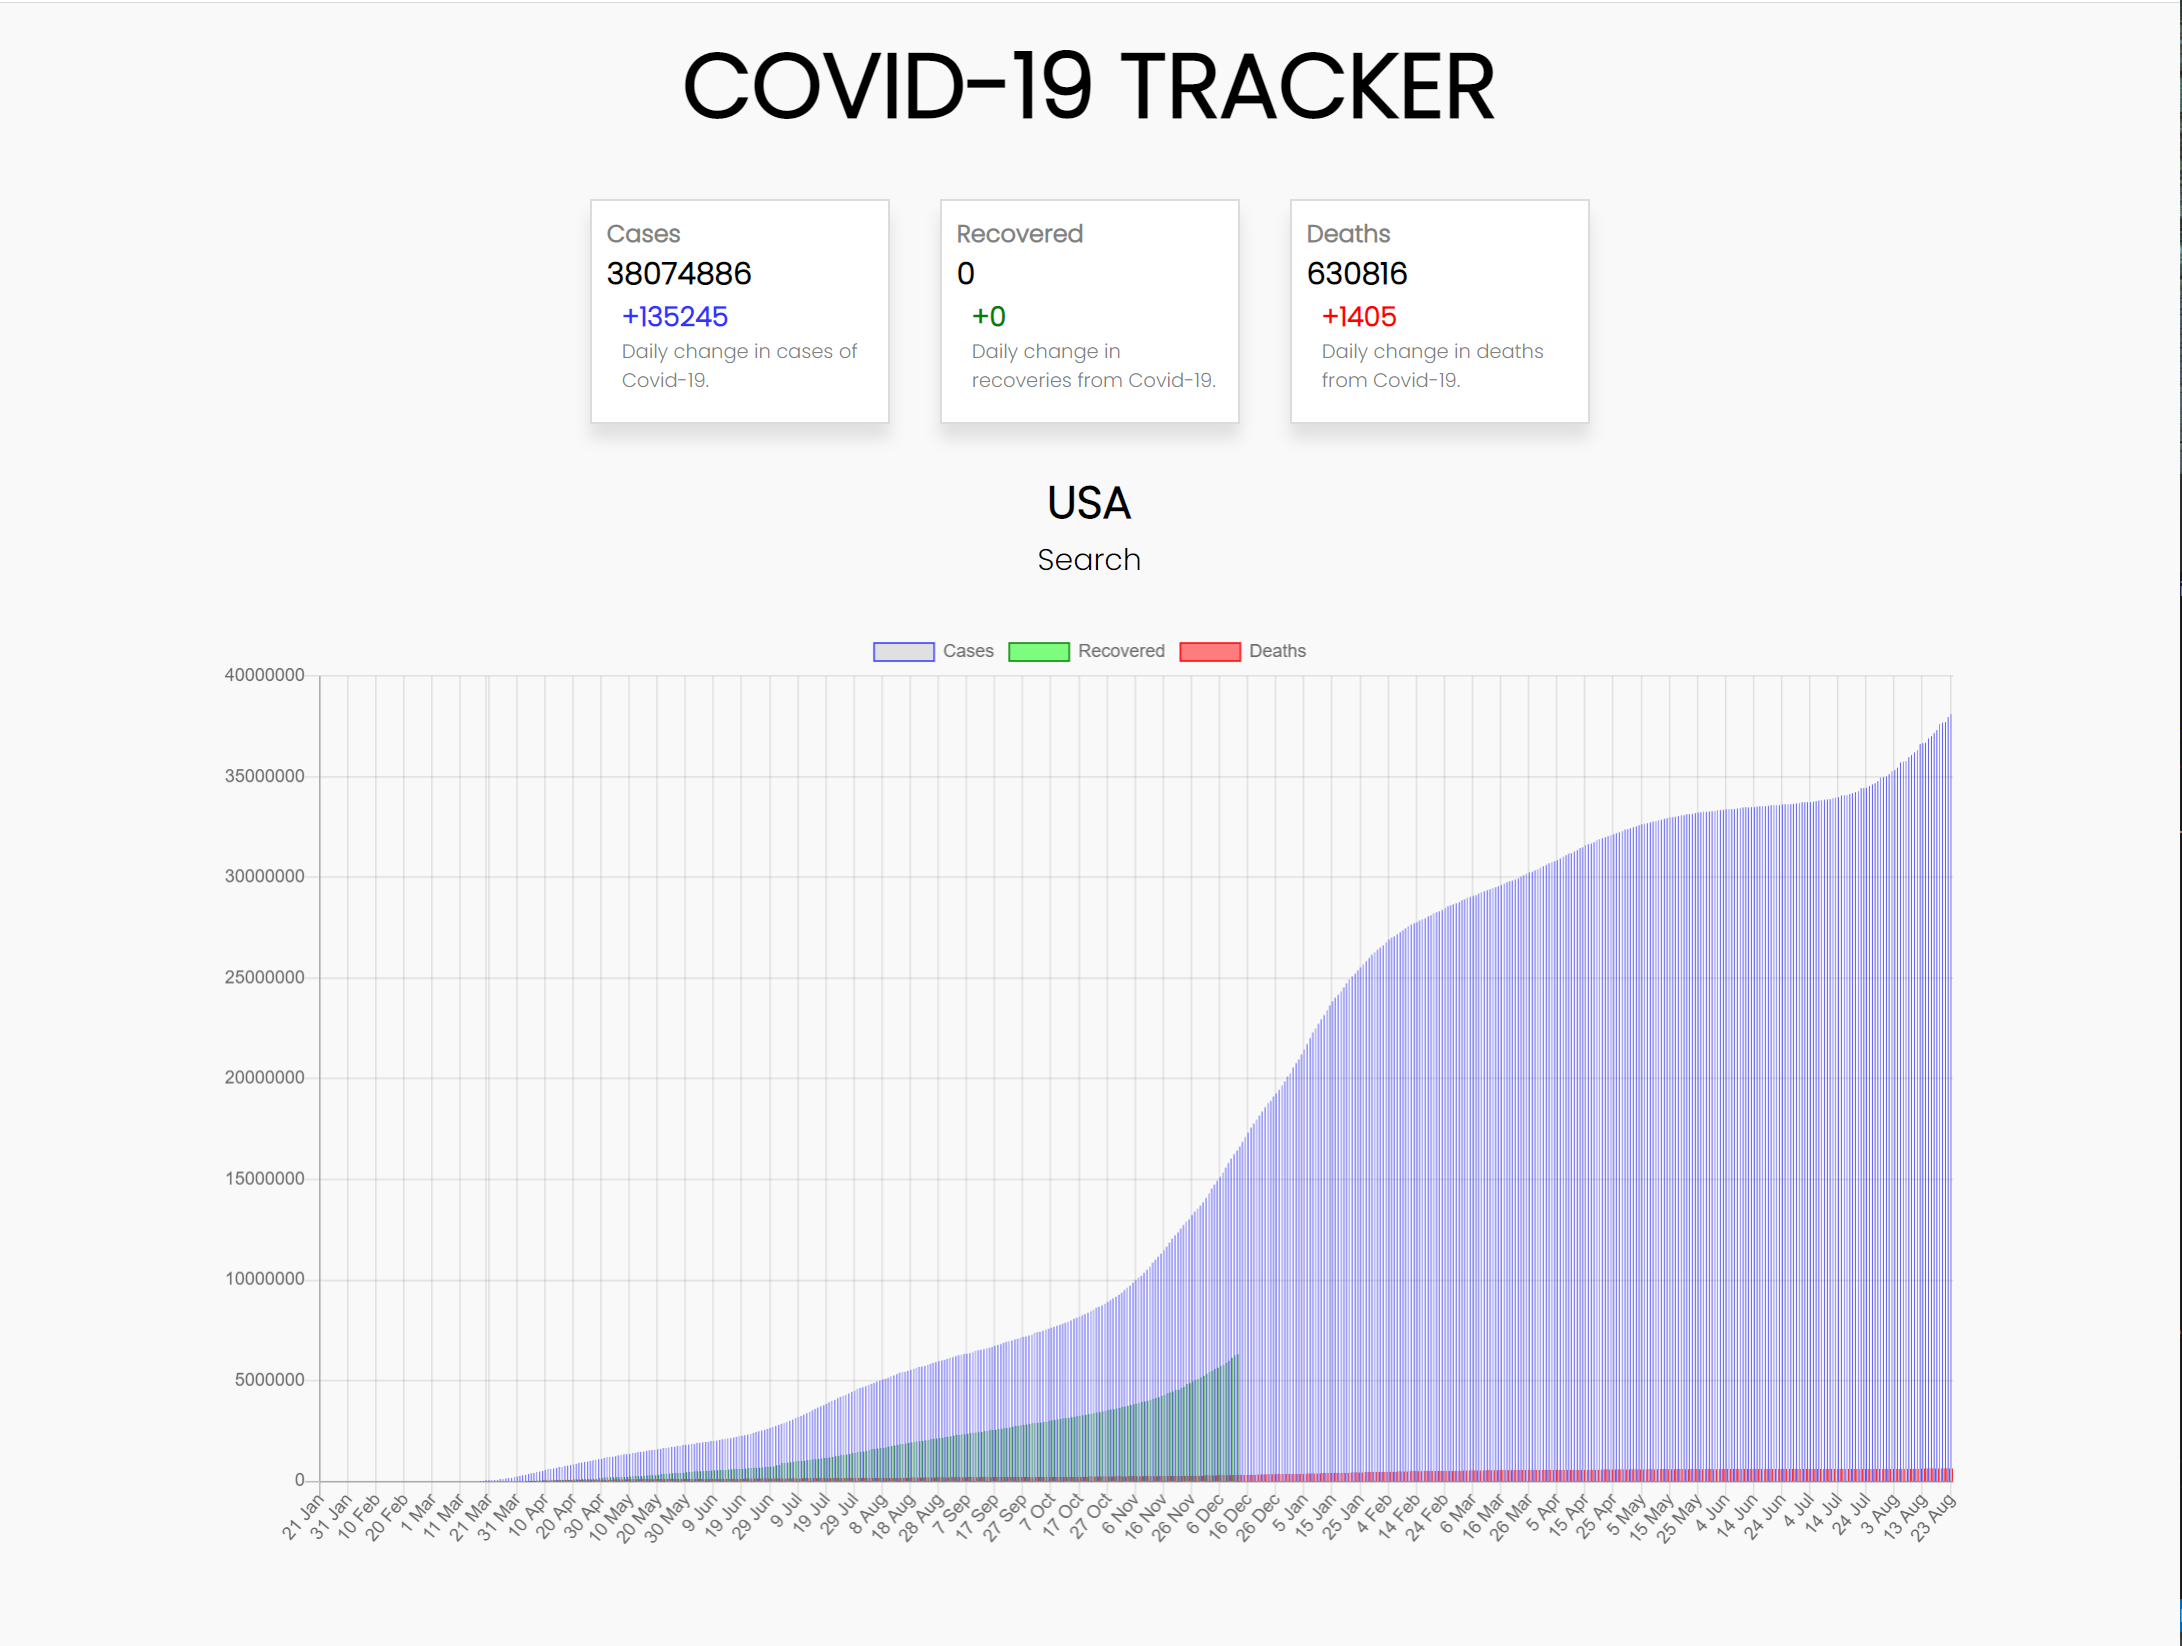 COVID-19 TRACKER
Cases
38074886
+135245
Daily change in cases of
Covid-19.
Recovered
0
+0
Daily change in
recoveries from Covid-19.
Deaths
630816
+1405
Daily change in deaths
from Covid-19.
USA
Search
Cases Recovered Deaths
40000000
35000000
30000000
25000000
20000000
15000000
10000000
5000000
0
21 Jan
31 Jan
10 Feb
20 Feb
1 Mar
11 Mar
21 Mar
31 Mar
10 Apr
20 Apr
30 Apr
10 May
20 May
30 May
9 Jun
19 Jun
29 Jun
9 Jul
19 Jul
29 Jul
8 Aug
18 Aug
28 Aug
7 Sep
17 Sep
27 Sep
7 Oct
17 Oct
27 Oct
6 Nov
16 Nov
26 Nov
6 Dec
16 Dec
26 Dec
5 Jan
15 Jan
25 Jan
4 Feb
14 Feb
24 Feb
6 Mar
16 Mar
26 Mar
5 Apr
15 Apr
25 Apr
5 May
15 May
25 May
4 Jun
14 Jun
24 Jun
4 Jul
14 Jul
24 Jul
3 Aug
13 Aug
23 Aug